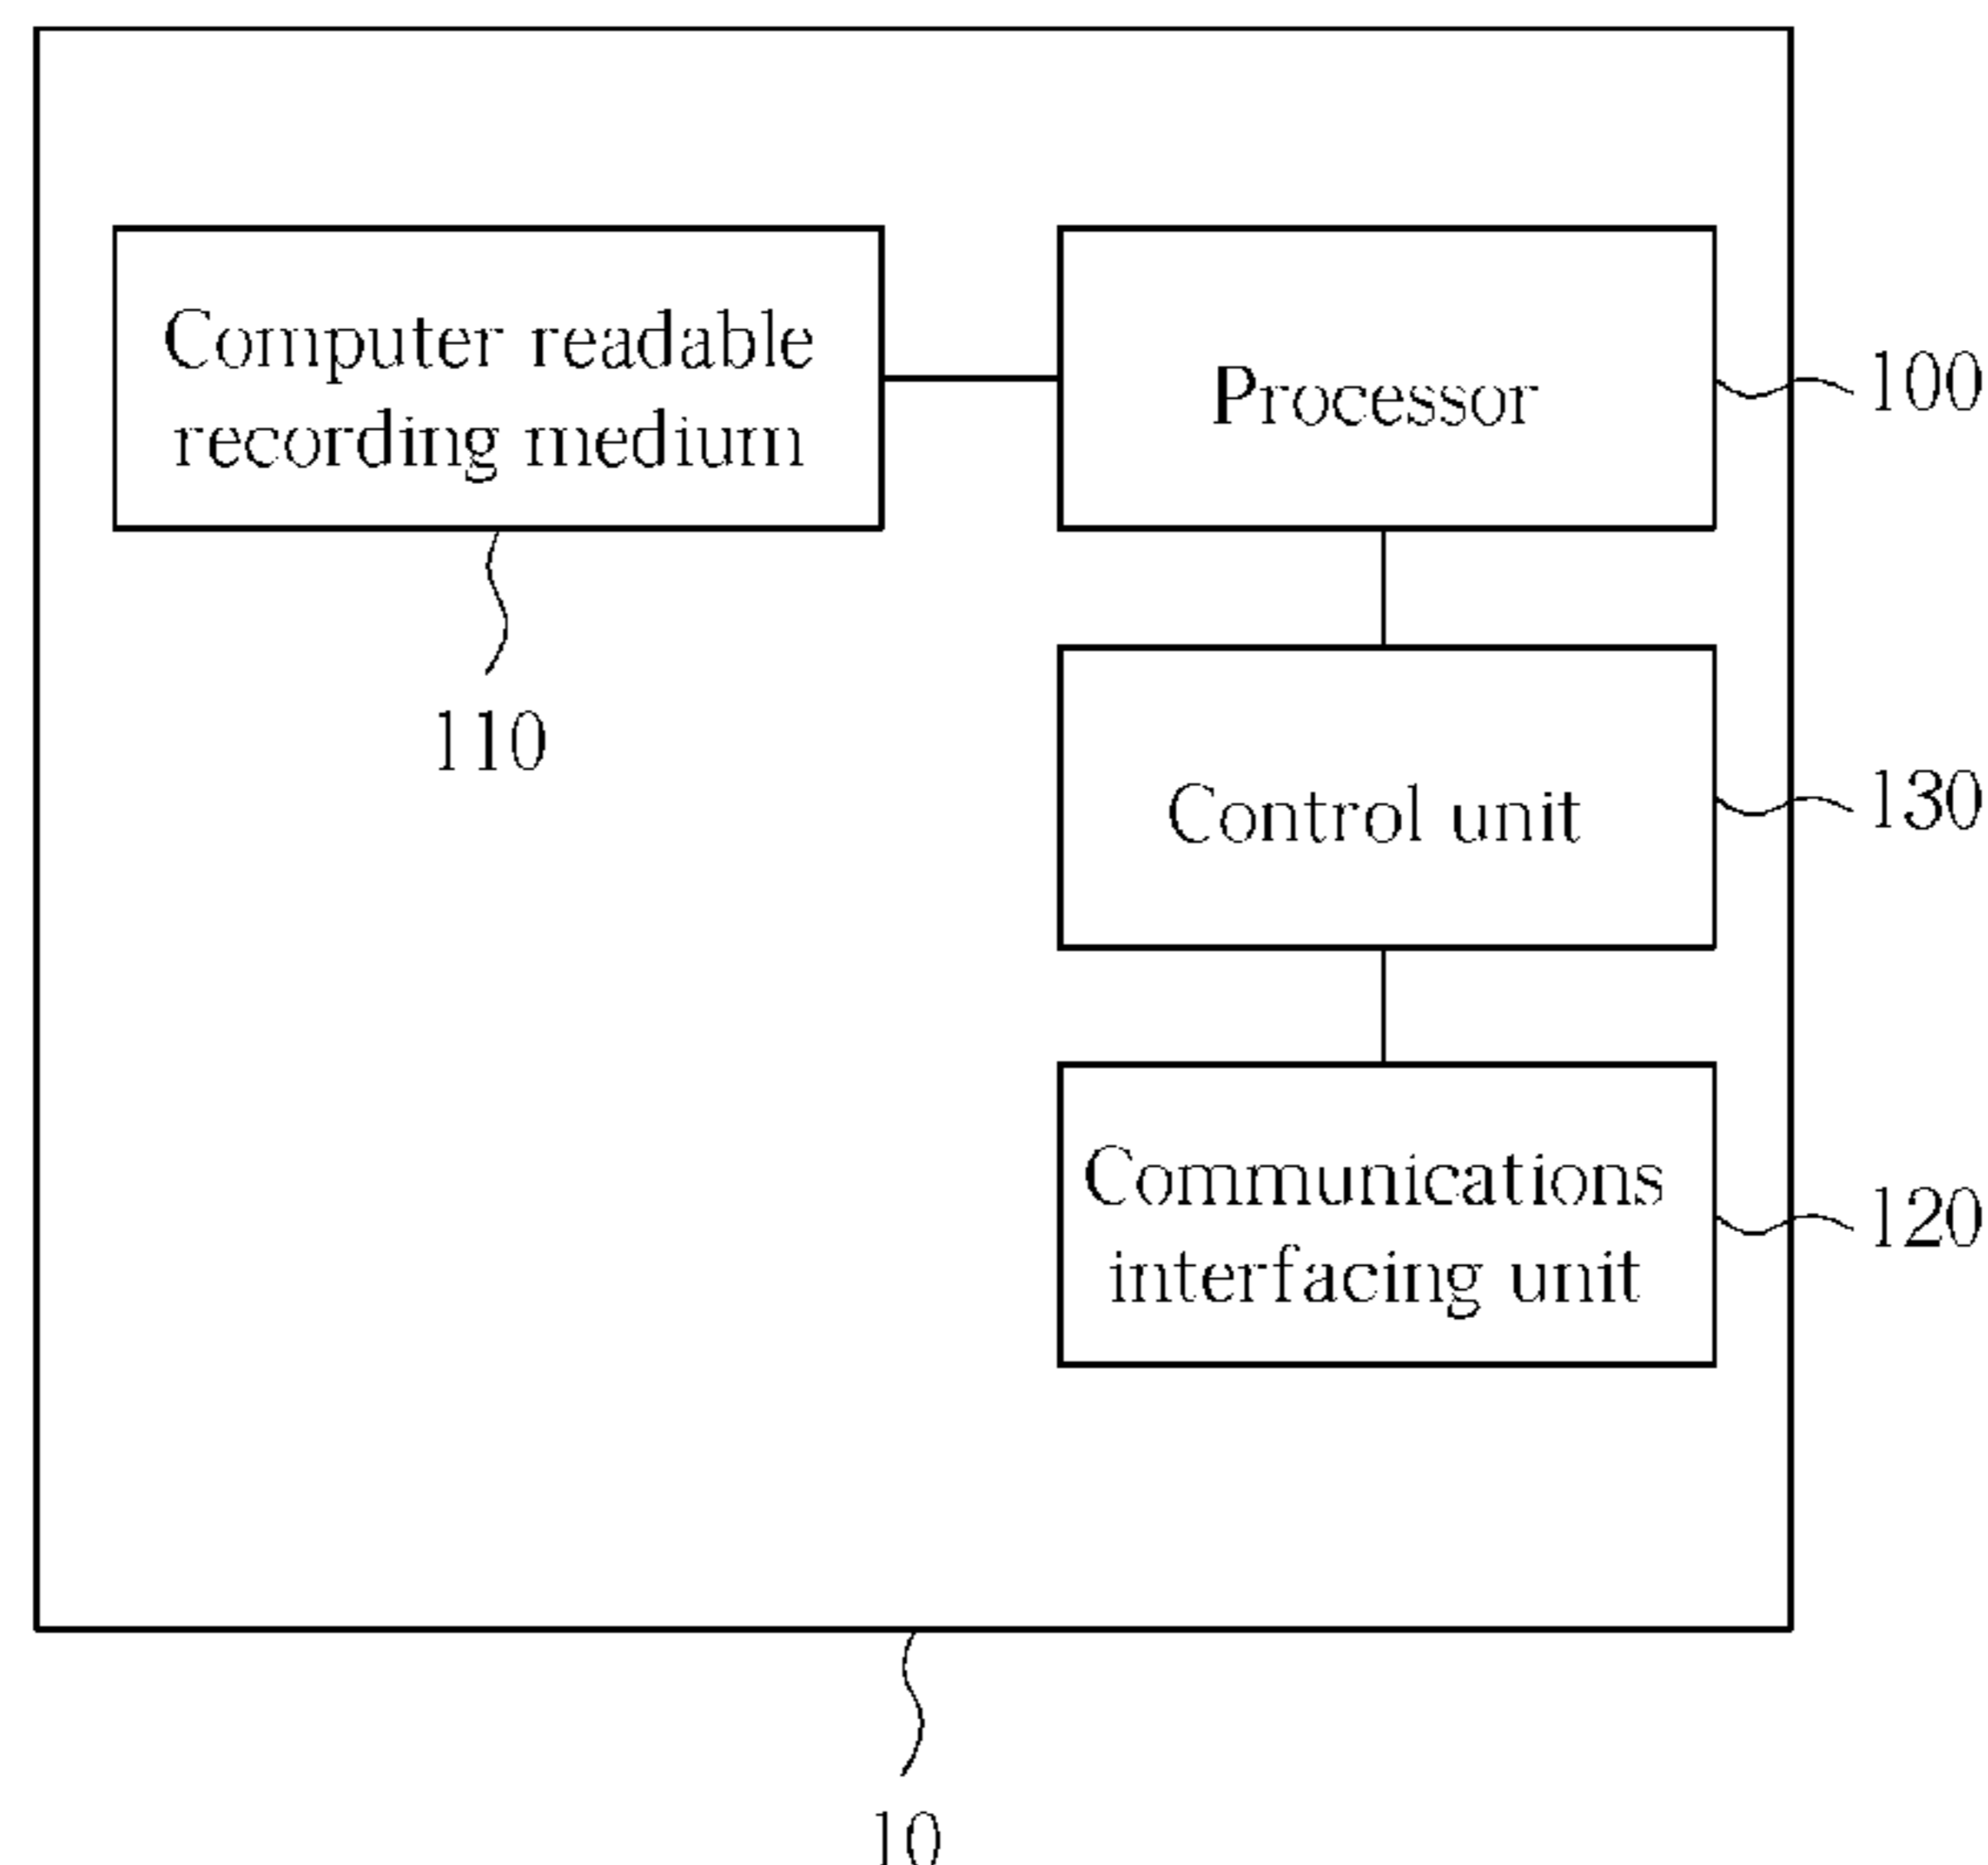 Computer readable
recording medium
110
Processor
100
Control unit
130
Communications
interfacing unit
120
10